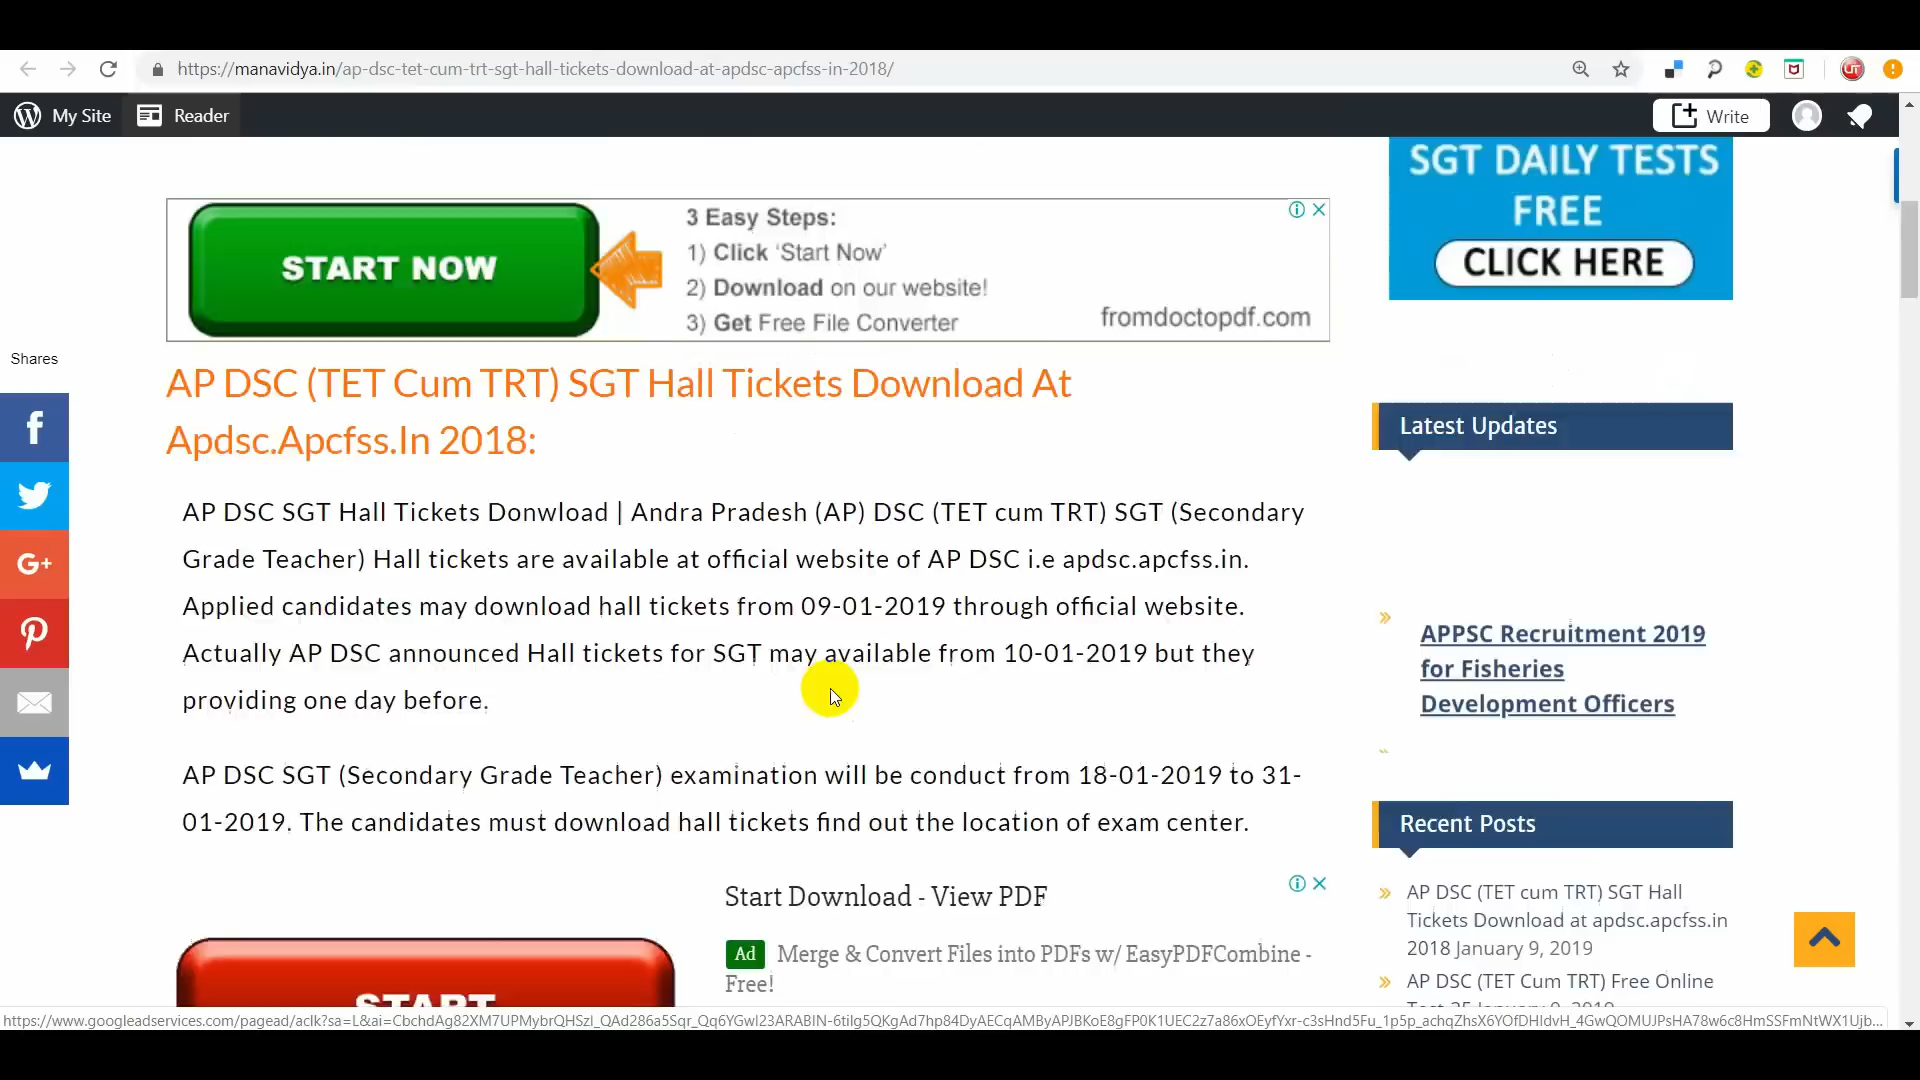 https://manavidya.in/ap-dsc-tet-cum-trt-sgt-hall-tickets-download-at-apdsc-apcfss-in-2018/
My Site
Reader
Write
SGT DAILY TESTS
FREE
CLICK HERE
START NOW
3 Easy Steps:
1) Click ‘Start Now’
2) Download on our website!
3) Get Free File Converter
fromdoctopdf.com
Shares
AP DSC (TET Cum TRT) SGT Hall Tickets Download At
Apdsc.Apcfss.In 2018:
AP DSC SGT Hall Tickets Donwload | Andra Pradesh (AP) DSC (TET cum TRT) SGT (Secondary
Grade Teacher) Hall tickets are available at official website of AP DSC i.e apdsc.apcfss.in.
Applied candidates may download hall tickets from 09-01-2019 through official website.
Actually AP DSC announced Hall tickets for SGT may available from 10-01-2019 but they
providing one day before.
AP DSC SGT (Secondary Grade Teacher) examination will be conduct from 18-01-2019 to 31-
01-2019. The candidates must download hall tickets find out the location of exam center.
Start Download - View PDF
Ad Merge & Convert Files into PDFs w/ EasyPDFCombine -
Free!
START
Latest Updates
APPSC Recruitment 2019
for Fisheries
Development Officers
Recent Posts
AP DSC (TET cum TRT) SGT Hall
Tickets Download at apdsc.apcfss.in
2018 January 9, 2019
AP DSC (TET Cum TRT) Free Online
Test 25 January 9, 2019